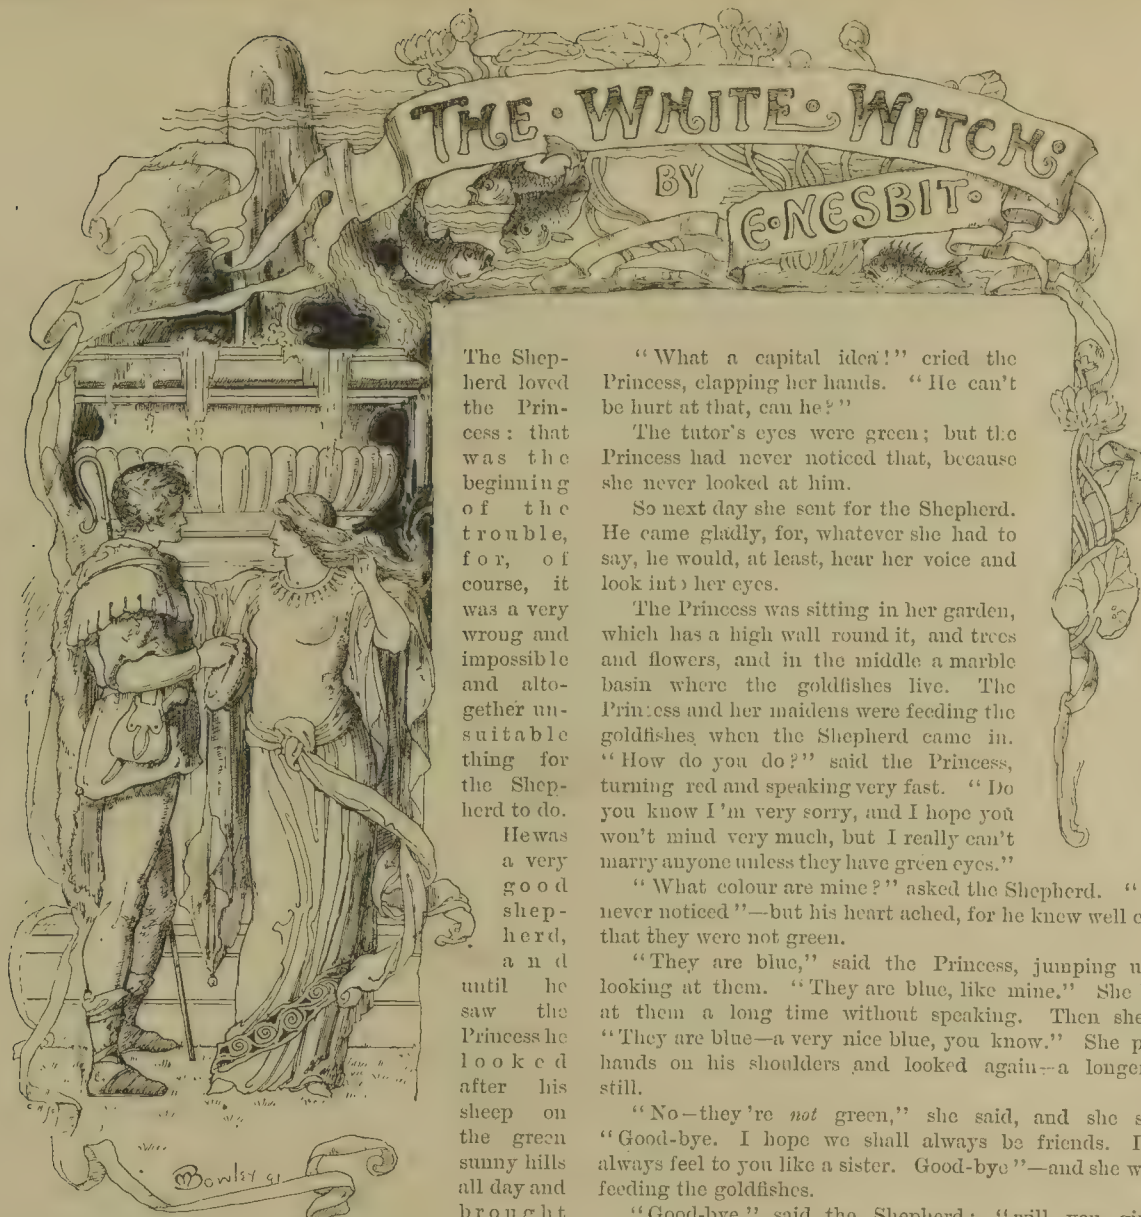 THE · WHITE · WITCH:
BY
E · NESBIT ·
The Shep-
herd loved
the Prin-
cess: that
was the
beginning
of the
trouble,
for, of
course, it
was a very
wroug and
impossible
and alto-
gether un-
suitable
thing for
the Shep-
herd to do.
He was
a very
good
shep-
herd,
and
until he
saw the
Princess he
looked
after his
sheep on
the green
sunny hills
all day and
brought
“What a capital idea!” cried the
Princess, clapping her hands. “He can't
be hurt at that, can he?”
The tutor's eyes were green; but the
Princess had never noticed that, because
she never looked at him.
So next day she sent for the Shepherd.
He came gladly, for, whatever she had to
say, he would, at least, hear her voice and
look into her eyes.
The Princess was sitting in her garden,
which has a high wall round it, and trees
and flowers, and in the middle a marble
basin where the goldfishes live. The
Princess and her maidens were feeding the
goldfishes, when the Shepherd came in.
“How do you do?” said the Princess,
turning red and speaking very fast. “Do
you know I'm very sorry, and I hope you
won't mind very much, but I really can't
marry anyone unless they have green eyes.”
“What colour are mine?” asked the Shepherd. “
never noticed”—but his heart ached, for he knew well
that they were not green.
“They are blue,” said the Princess, jumping
looking at them. “They are blue, like mine.” She
at them a long time without speaking. Then she
“They are blue—a very nice blue, you know.” She
hands on his shoulders and looked again—a longer
still.
“No—they're not green,” she said, and she
“Good-bye. I hope we shall always be friends. I
always feel to you like a sister. Good-bye”—and she
feeding the goldfishes.
“Good-bye,” said the Shepherd; “will you
Bowley 91